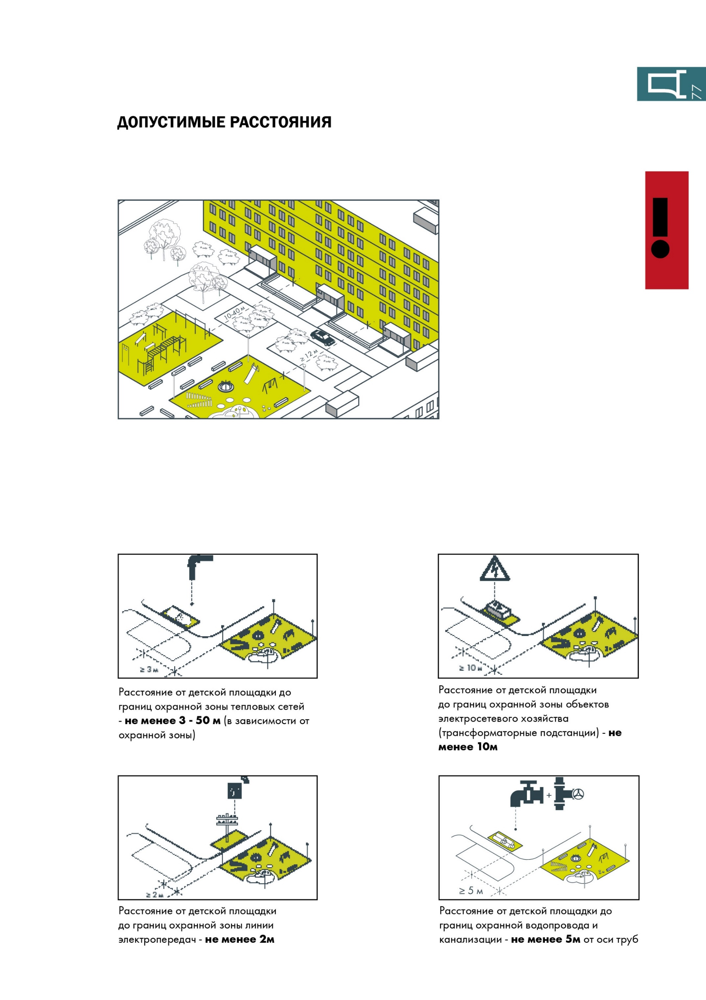 77
ДОПУСТИМЫЕ РАССТОЯНИЯ
!
10-40 м
≥ 12 м
≥ 3 м
≥ 10 м
Расстояние от детской площадки до
границ охранной зоны тепловых сетей
- не менее 3 - 50 м (в зависимости от
охранной зоны)
Расстояние от детской площадки
до границ охранной зоны объектов
электросетевого хозяйства
(трансформаторные подстанции) - не
менее 10м
≥ 2 м
+
≥ 5 м
Расстояние от детской площадки
до границ охранной зоны линии
электропередач - не менее 2м
Расстояние от детской площадки до
границ охранной водопровода и
канализации - не менее 5м от оси труб